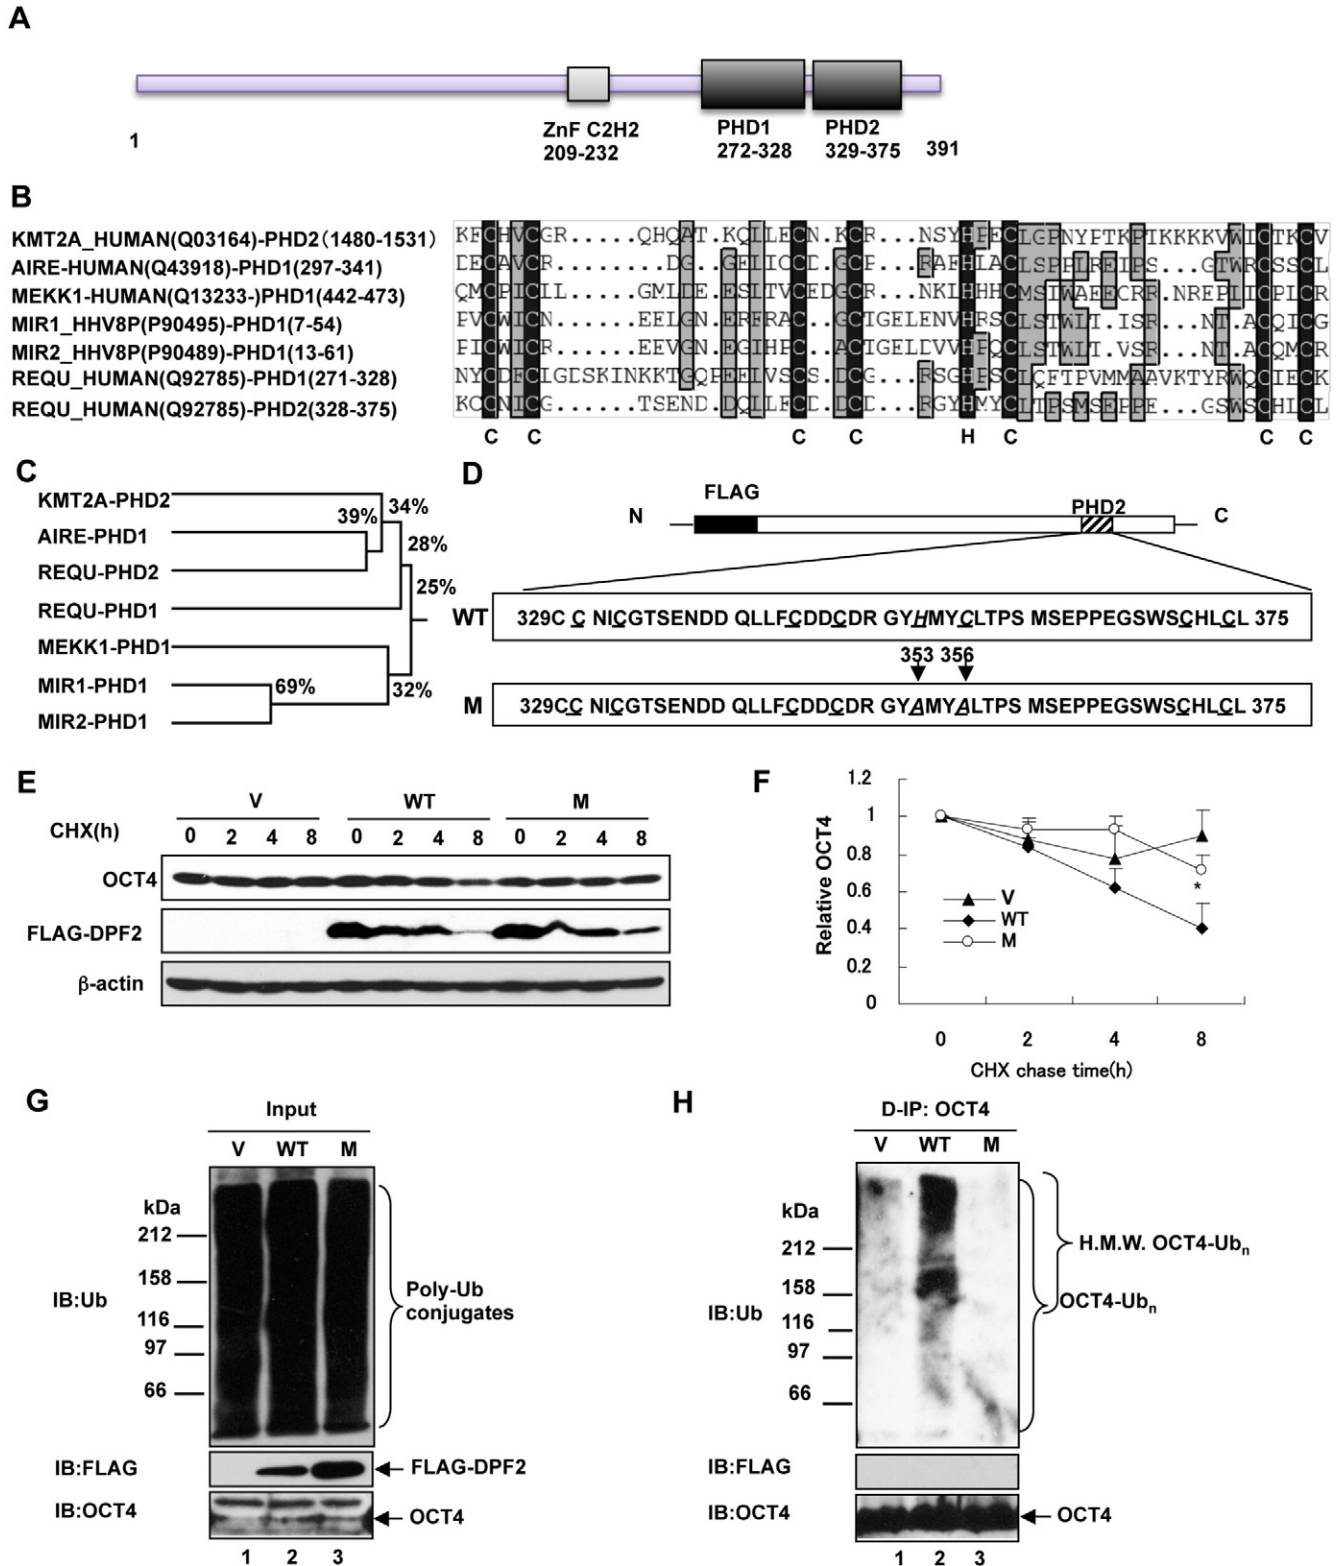 A
1
ZnF C2H2
209-232
PHD1
272-328
PHD2
329-375
391
B
KMT2A_HUMAN(Q03164)-PHD2(1480-1531)
AIRE-HUMAN(Q43918)-PHD1(297-341)
MEKK1-HUMAN(Q13233-)PHD1(442-473)
MIR1_HHV8P(P90495)-PHD1(7-54)
MIR2_HHV8P(P90489)-PHD1(13-61)
REQU_HUMAN(Q92785)-PHD1(271-328)
REQU_HUMAN(Q92785)-PHD2(328-375)
C C C C H C C C
C
KMT2A-PHD2
AIRE-PHD1
REQU-PHD2
REQU-PHD1
MEKK1-PHD1
MIR1-PHD1
MIR2-PHD1
34%
39%
28%
25%
69%
32%
D
FLAG
N
PHD2
C
WT
329C C NICGTSENDD QLLFCDDCDR GYHMYCLTPS MSEPPEGSWSCHLCL 375
353 356
M
329CC NICGTSENDD QLLFCDDCDR GYAMYALTPS MSEPPEGSWSCHLCL 375
E
V WT M
CHX(h) 0 2 4 8 0 2 4 8 0 2 4 8
OCT4
FLAG-DPF2
β-actin
F
Relative OCT4
1.2
1
0.8
0.6
0.4
0.2
0
V
WT
M
*
0 2 4 8
CHX chase time(h)
G
Input
V WT M
kDa
212
158
116
97
66
IB:Ub
Poly-Ub
conjugates
IB:FLAG
FLAG-DPF2
IB:OCT4
OCT4
1 2 3
H
D-IP: OCT4
V WT M
kDa
212
158
116
97
66
IB:Ub
H.M.W. OCT4-Ubn
OCT4-Ubn
IB:FLAG
IB:OCT4
OCT4
1 2 3